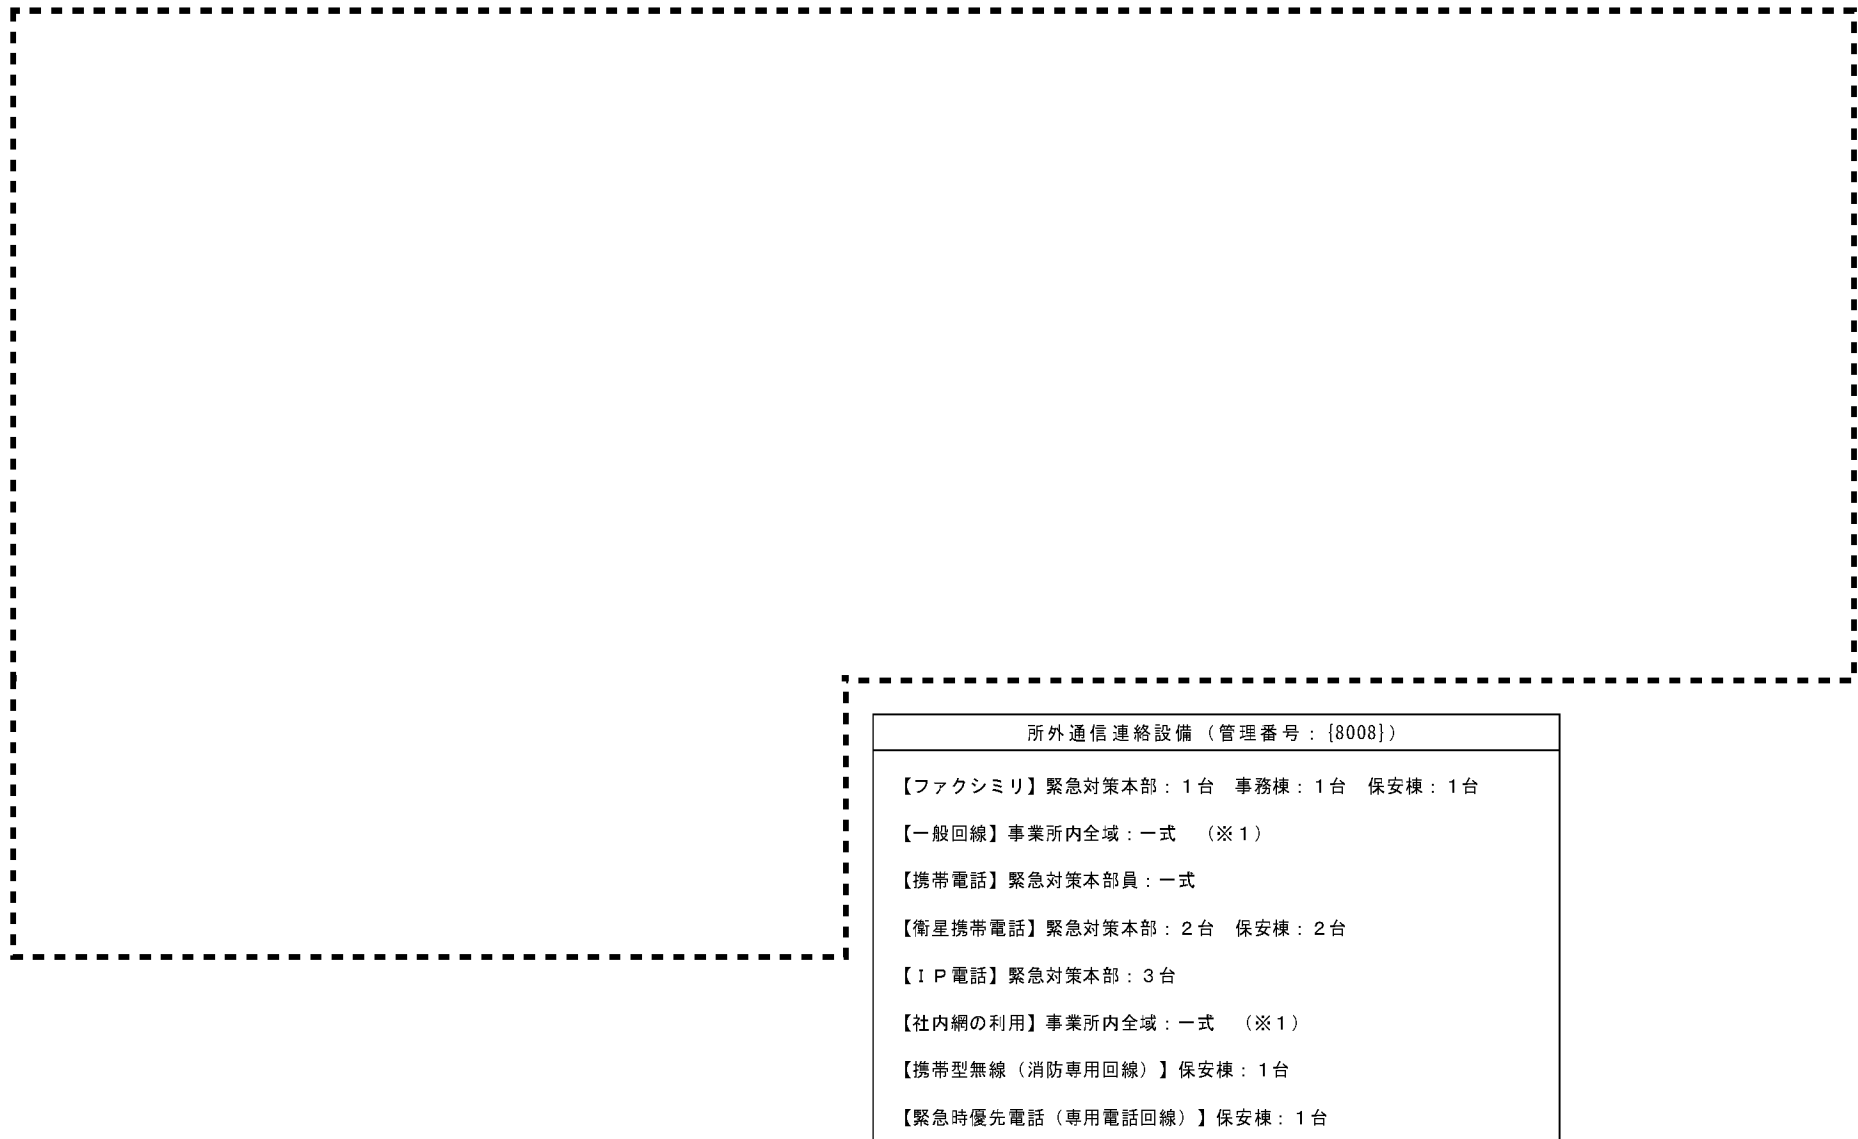 所外通信連絡設備（管理番号：{8008}）
【ファクシミリ】緊急対策本部：１台　事務棟：１台　保安棟：１台
【一般回線】事業所内全域：一式　（※１）
【携帯電話】緊急対策本部員：一式
【衛星携帯電話】緊急対策本部：２台　保安棟：２台
【ＩＰ電話】緊急対策本部：３台
【社内網の利用】事業所内全域：一式　（※１）
【携帯型無線（消防専用回線）】保安棟：１台
【緊急時優先電話（専用電話回線）】保安棟：１台